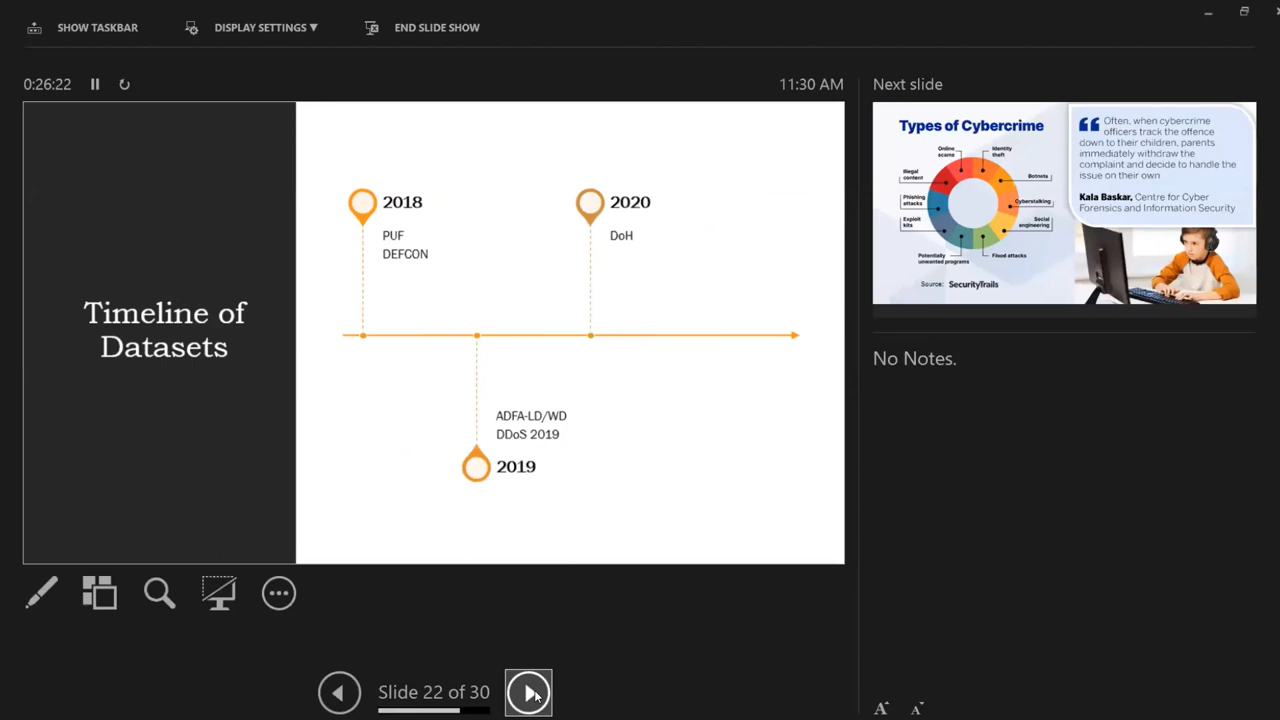 SHOW TASKBAR
DISPLAY SETTINGS ▼
END SLIDE SHOW
0:26:22
11:30 AM
Timeline of
Datasets
2018
PUF
DEFCON
2020
DoH
ADFA-LD/WD
DDoS 2019
2019
Next slide
Types of Cybercrime
Online
scams
Identity
theft
Illegal
content
Botnets
Phishing
attacks
Cyberstalking
Exploit
kits
Social
engineering
Potentially
unwanted programs
Flood attacks
Source: SecurityTrails
Often, when cybercrime
officers track the offence
down to their children, parents
immediately withdraw the
complaint and decide to handle the
issue on their own
Kala Baskar, Centre for Cyber
Forensics and Information Security
No Notes.
Slide 22 of 30
A
A